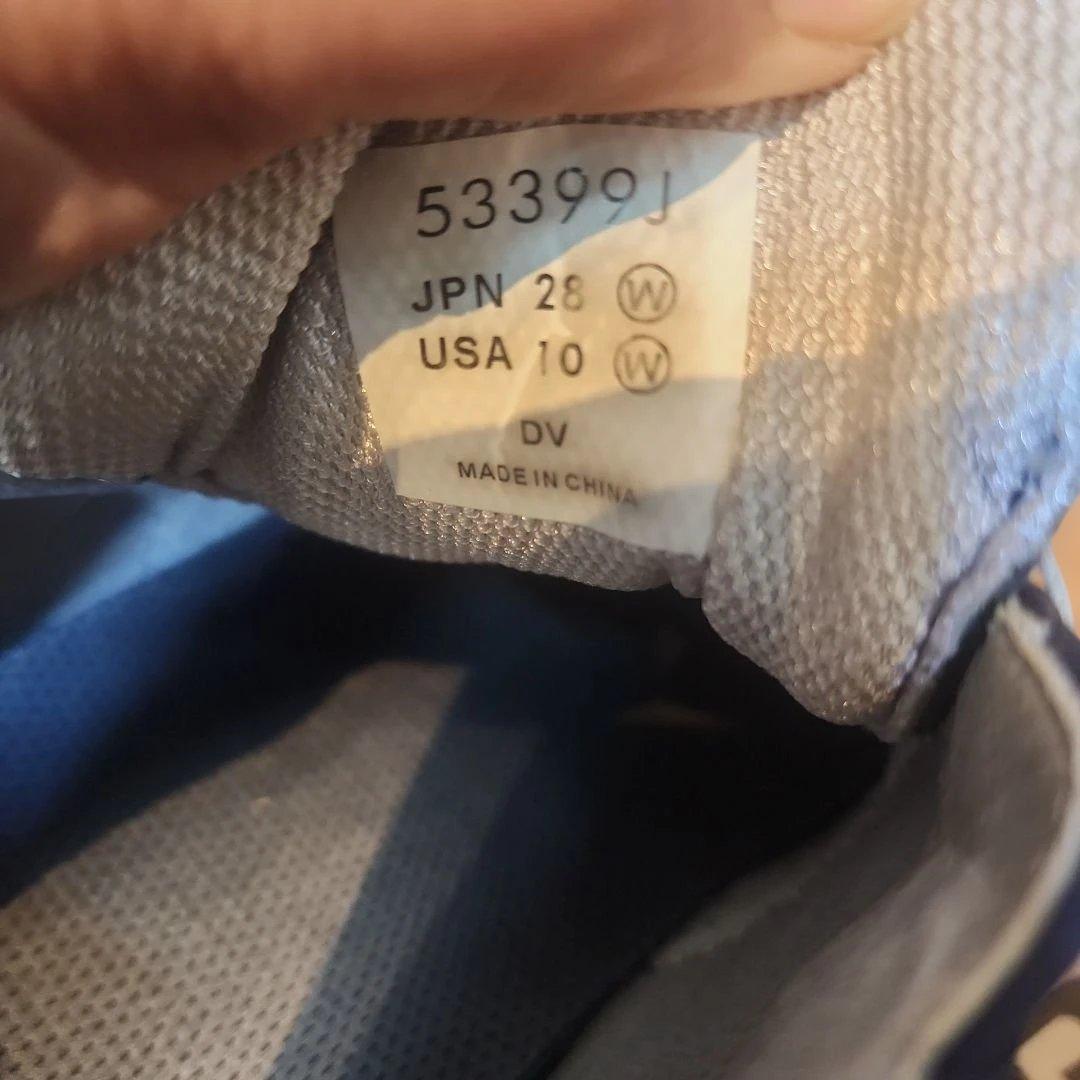 53399J
JPN 28 Ⓦ
USA 10 Ⓦ
DV
MADE IN CHINA